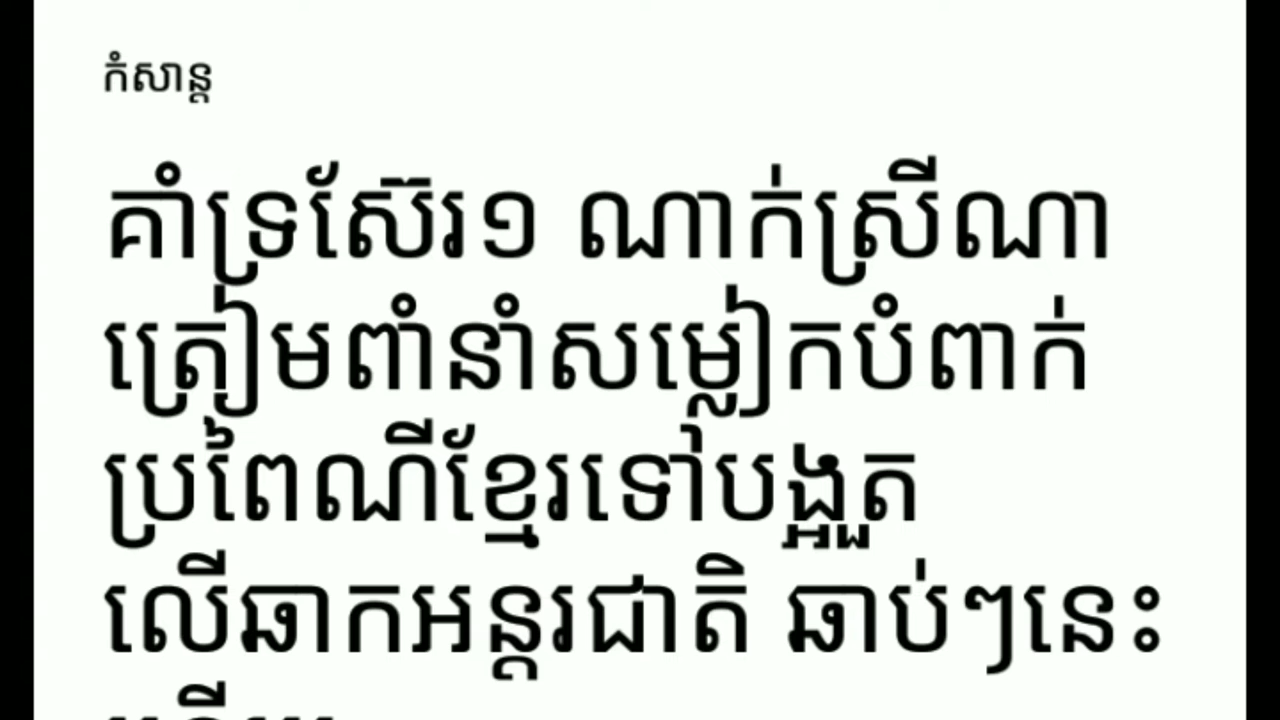 កំសាន្ត
គាំទ្រស៊ែរ១ ណាក់ស្រីណា
ត្រៀមពាំនាំសម្លៀកបំពាក់
ប្រពៃណីខ្មែរទៅបង្អួត
លើឆាកអន្តរជាតិ ឆាប់ៗនេះ